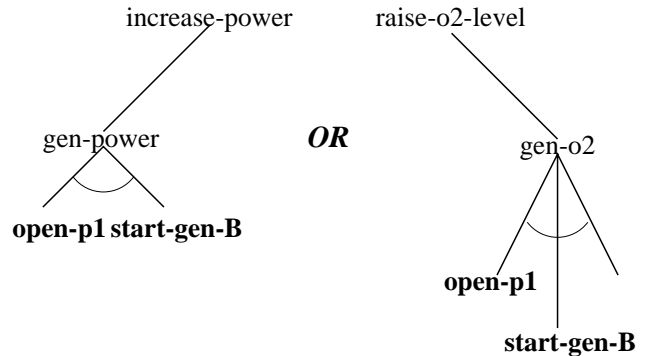 increase-power raise-o2-level
gen-power OR gen-o2
open-p1 start-gen-B
open-p1
start-gen-B